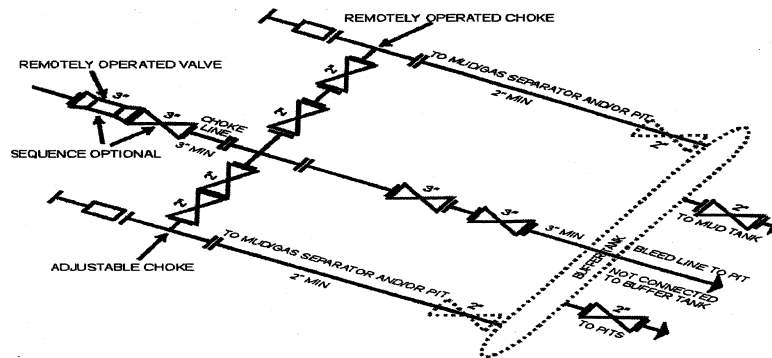 REMOTELY OPERATED CHOKE
TO MUD/GAS SEPARATOR AND/OR PIT
2" MIN
2"
REMOTELY OPERATED VALVE
3"
3"
CHOKE
LINE
3" MIN
SEQUENCE OPTIONAL
2"
2"
2"
2"
3"
3"
3" MIN
2"
TO MUD TANK
BUFFER TANK
BLEED LINE TO PIT
NOT CONNECTED
TO BUFFER TANK
ADJUSTABLE CHOKE
TO MUD/GAS SEPARATOR AND/OR PIT
2" MIN
2"
2"
TO PITS